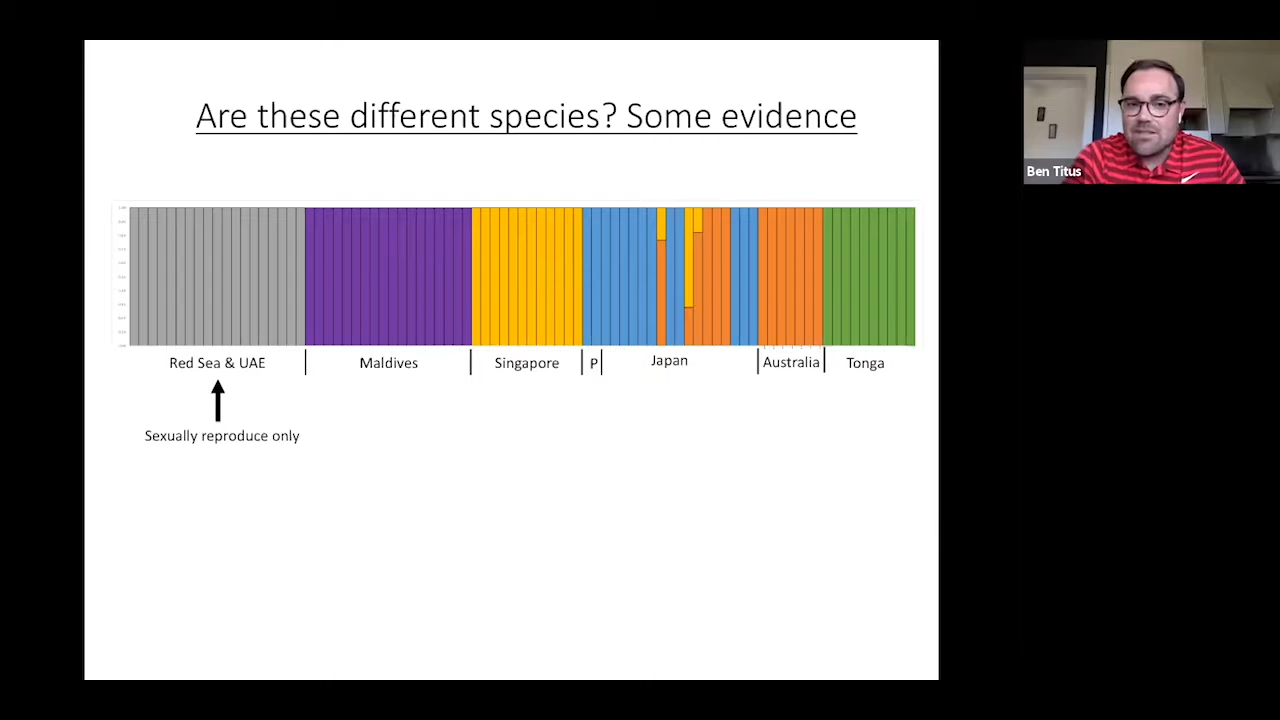 Are these different species? Some evidence
Ben Titus
Red Sea & UAE
Maldives
Singapore
P
Japan
Australia
Tonga
Sexually reproduce only